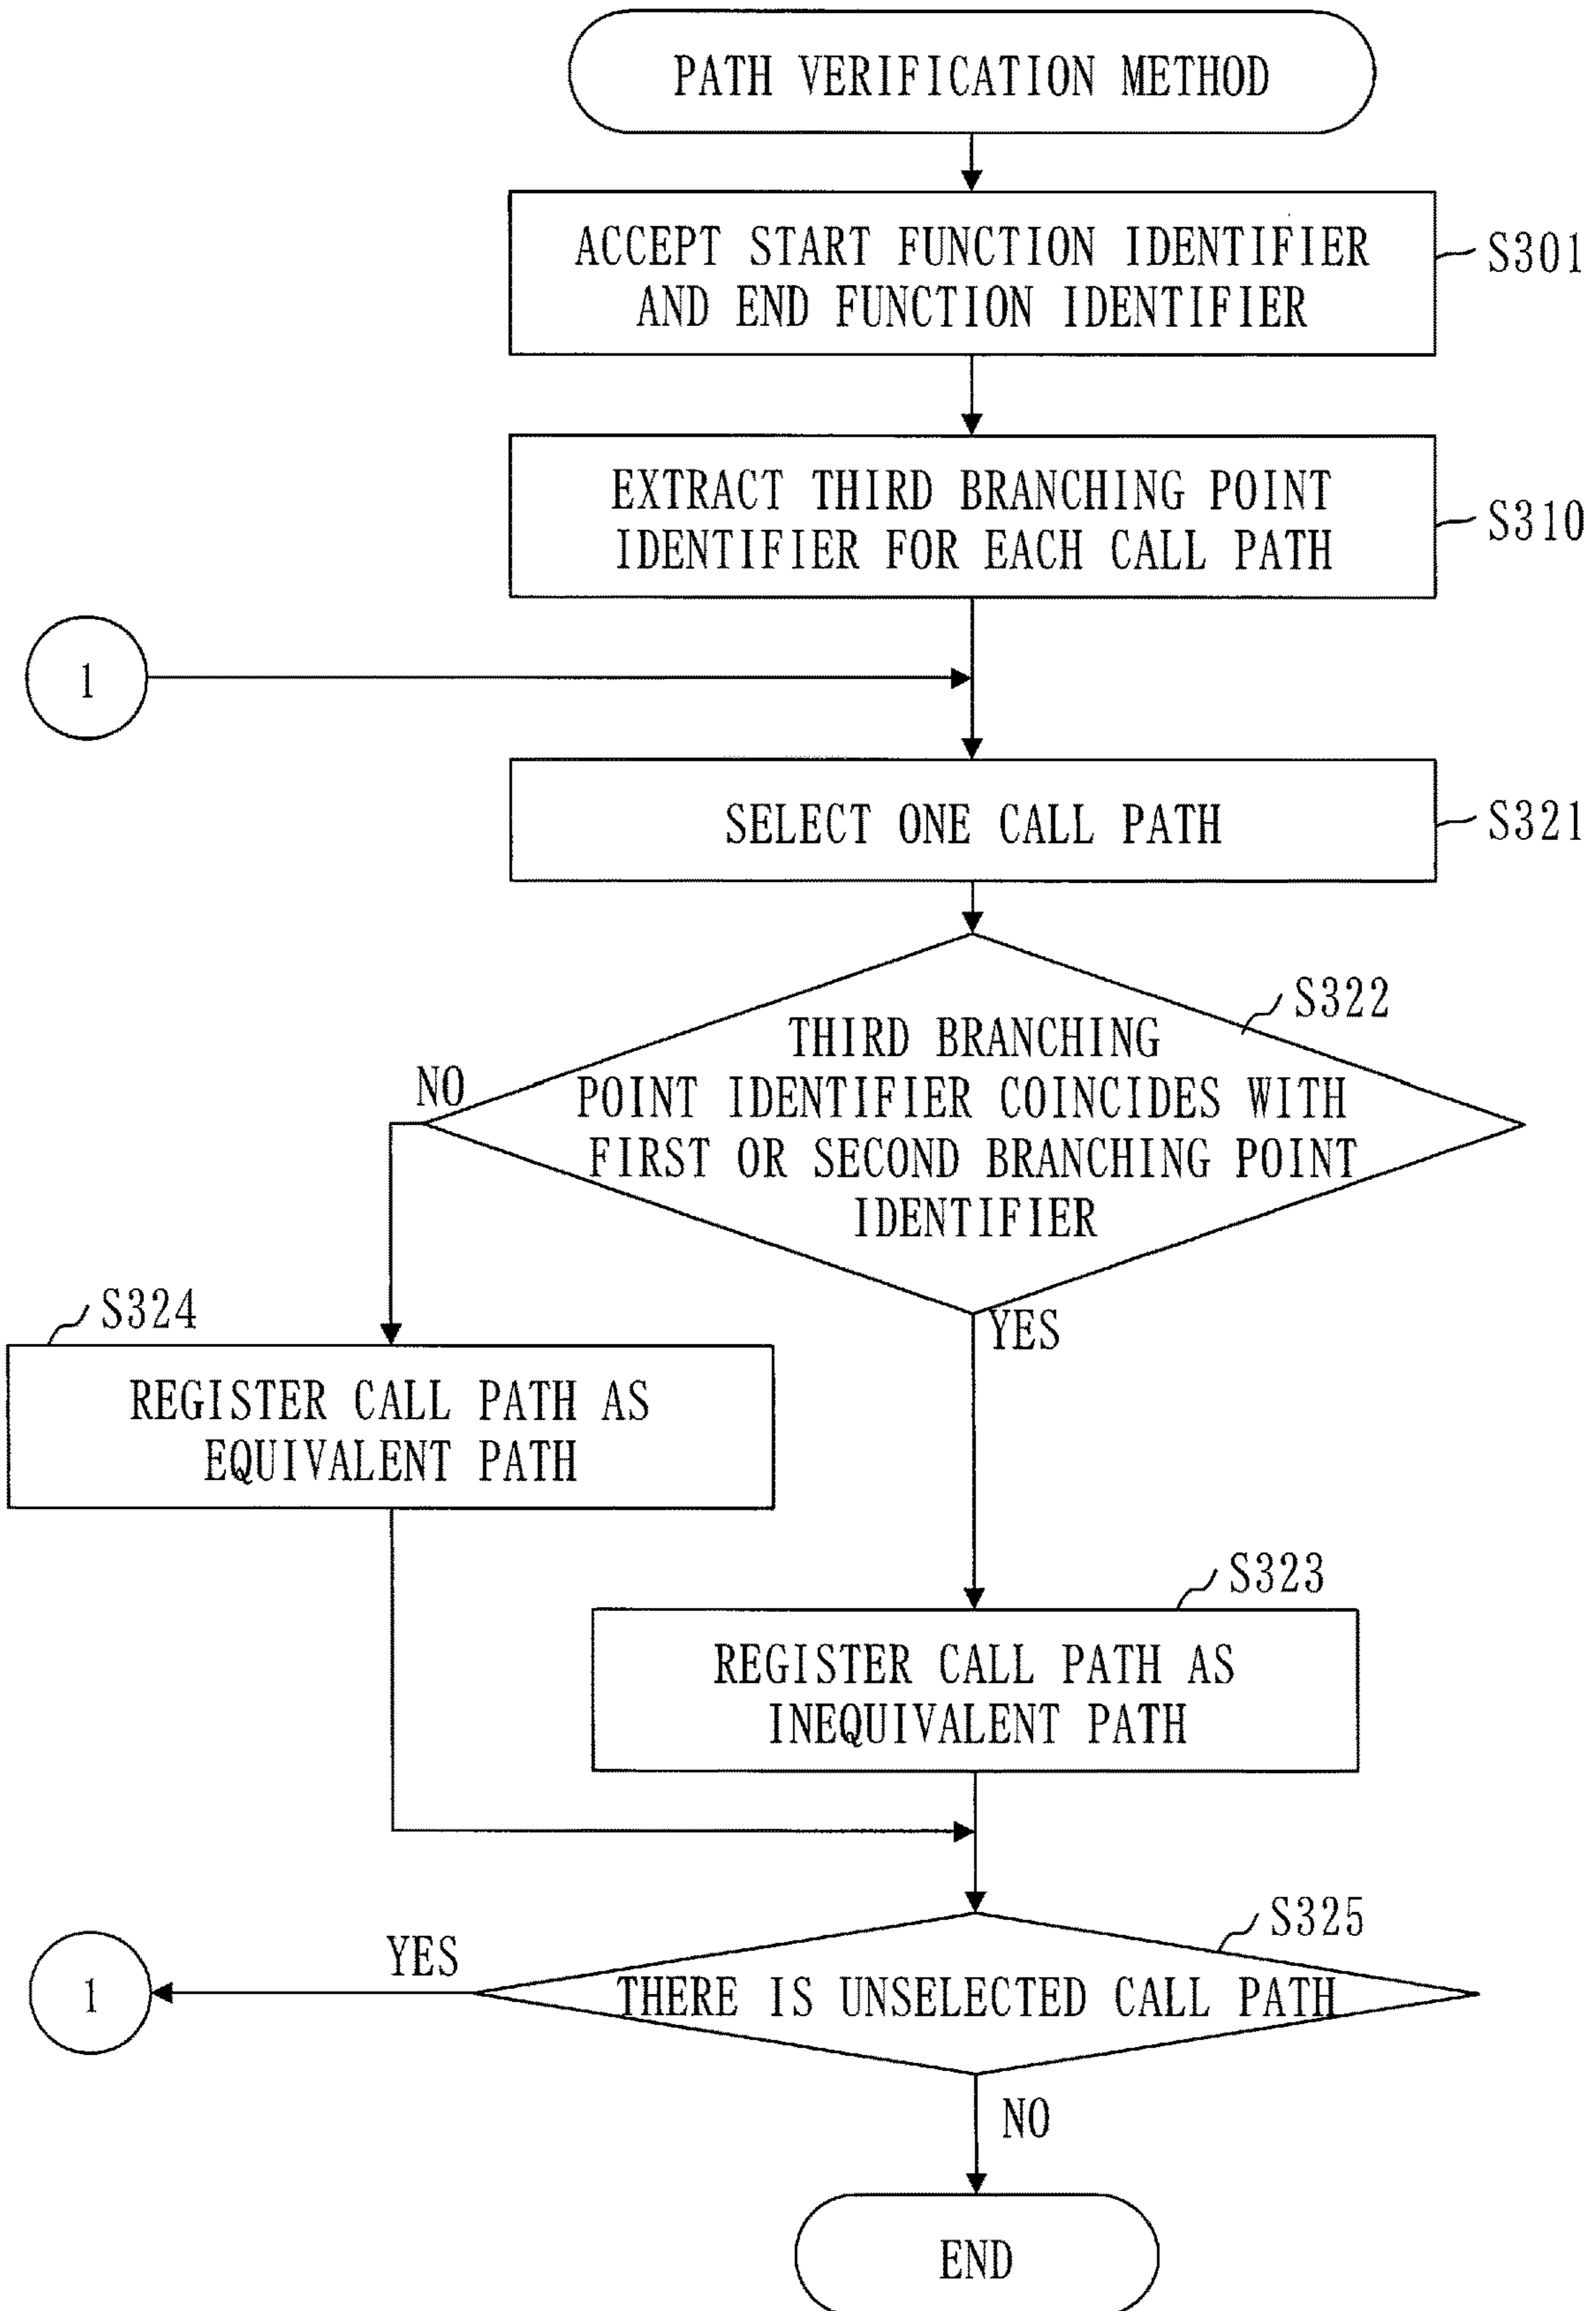 PATH VERIFICATION METHOD
ACCEPT START FUNCTION IDENTIFIER
AND END FUNCTION IDENTIFIER
S301
EXTRACT THIRD BRANCHING POINT
IDENTIFIER FOR EACH CALL PATH
S310
1
SELECT ONE CALL PATH
S321
S322
THIRD BRANCHING
POINT IDENTIFIER COINCIDES WITH
FIRST OR SECOND BRANCHING POINT
IDENTIFIER
NO
YES
S324
REGISTER CALL PATH AS
EQUIVALENT PATH
S323
REGISTER CALL PATH AS
INEQUIVALENT PATH
S325
THERE IS UNSELECTED CALL PATH
YES
1
NO
END